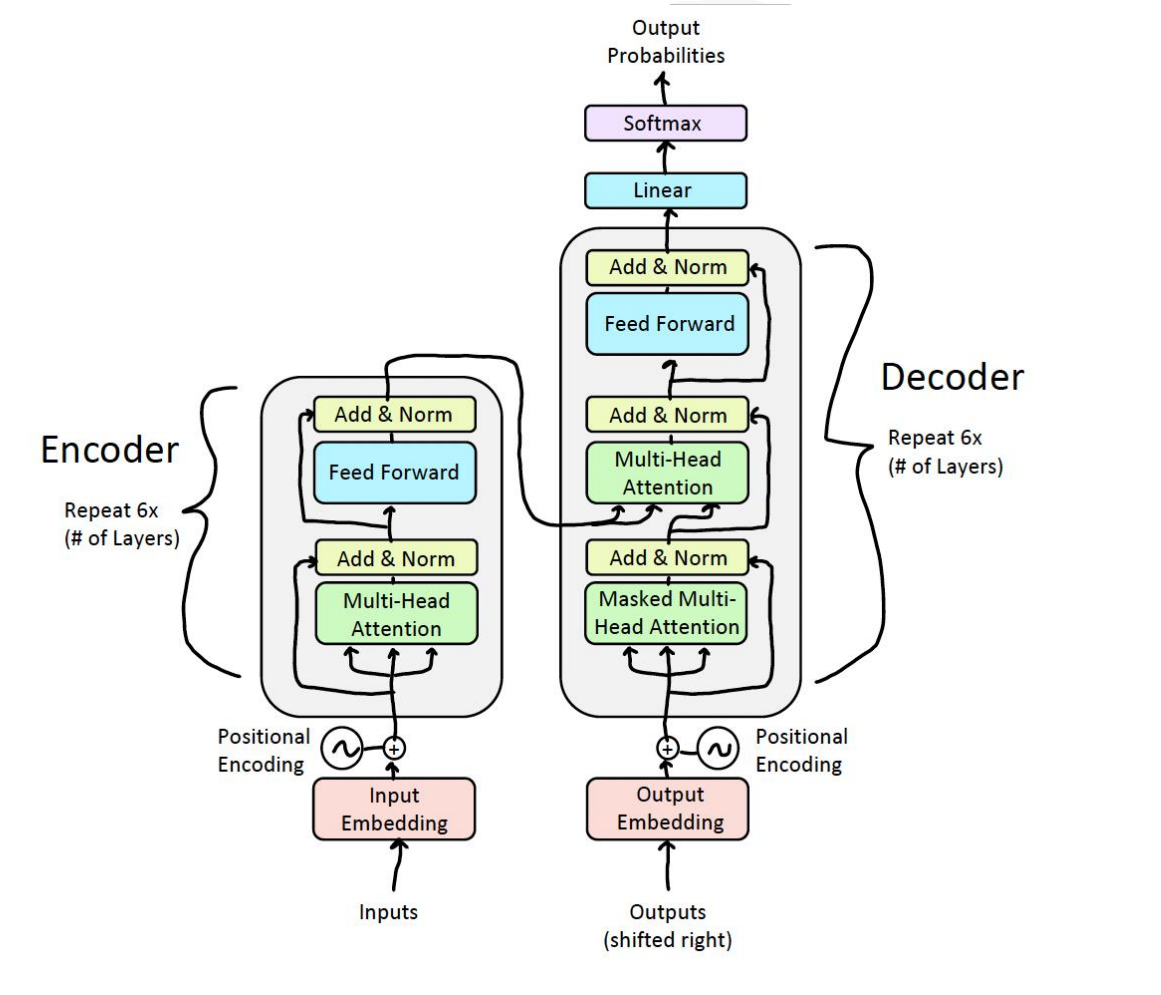 Output
Probabilities
Softmax
Linear
Add & Norm
Feed Forward
Add & Norm
Multi-Head
Attention
Add & Norm
Masked Multi-
Head Attention
Decoder
Repeat 6x
(# of Layers)
Encoder
Repeat 6x
(# of Layers)
Add & Norm
Feed Forward
Add & Norm
Multi-Head
Attention
Positional
Encoding
+
Input
Embedding
Inputs
+
Positional
Encoding
Output
Embedding
Outputs
(shifted right)